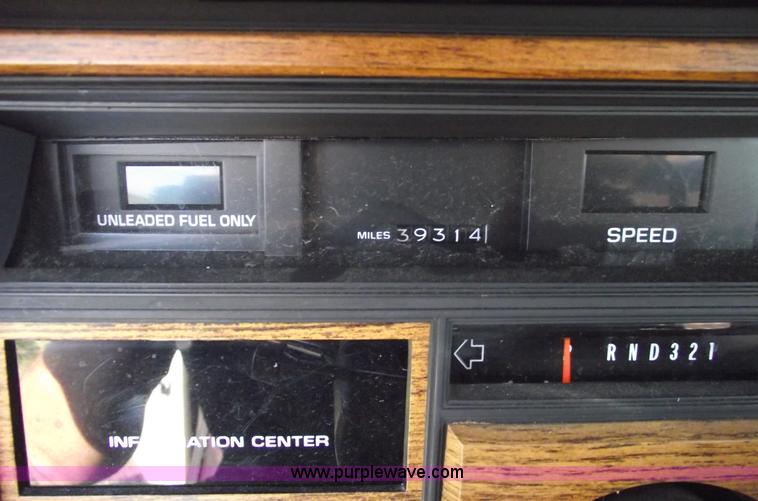 UNLEADED FUEL ONLY
MILES 39314
SPEED
RND321
INFORMATION CENTER
www.purplewave.com